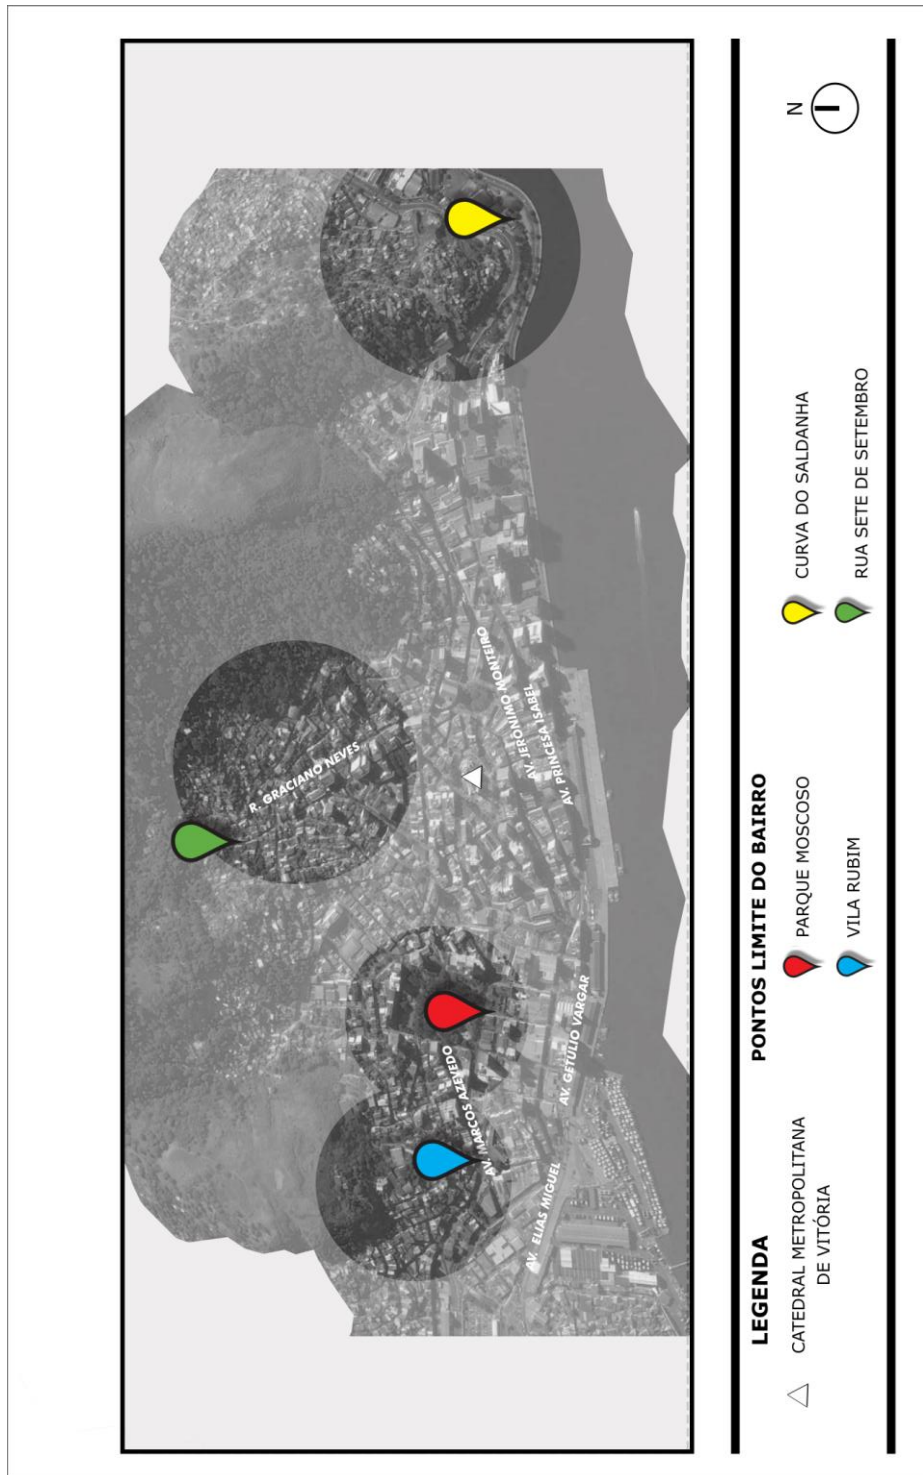 R. GRACIANO NEVES
AV. JERÔNIMO MONTEIRO
AV. PRINCESA ISABEL
AV. MARCOS AZEVEDO
AV. GETÚLIO VARGAR
AV. ELIAS MIGUEL
LEGENDA
CATEDRAL METROPOLITANA
DE VITÓRIA
PONTOS LIMITE DO BAIRRO
PARQUE MOSCOSO
VILA RUBIM
CURVA DO SALDANHA
RUA SETE DE SETEMBRO
N